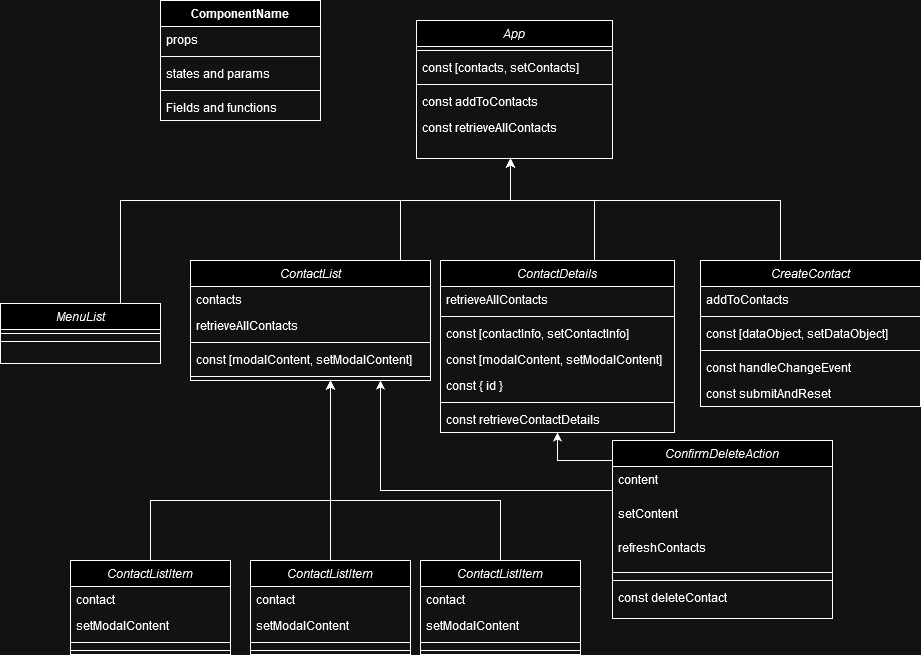 ComponentName
props
states and params
Fields and functions
App
const [contacts, setContacts]
const addToContacts
const retrieveAllContacts
MenuList
ContactList
contacts
retrieveAllContacts
const [modalContent, setModalContent]
ContactDetails
retrieveAllContacts
const [contactInfo, setContactInfo]
const [modalContent, setModalContent]
const { id }
const retrieveContactDetails
CreateContact
addToContacts
const [dataObject, setDataObject]
const handleChangeEvent
const submitAndReset
ConfirmDeleteAction
content
setContent
refreshContacts
const deleteContact
ContactListItem
contact
setModalContent
ContactListItem
contact
setModalContent
ContactListItem
contact
setModalContent